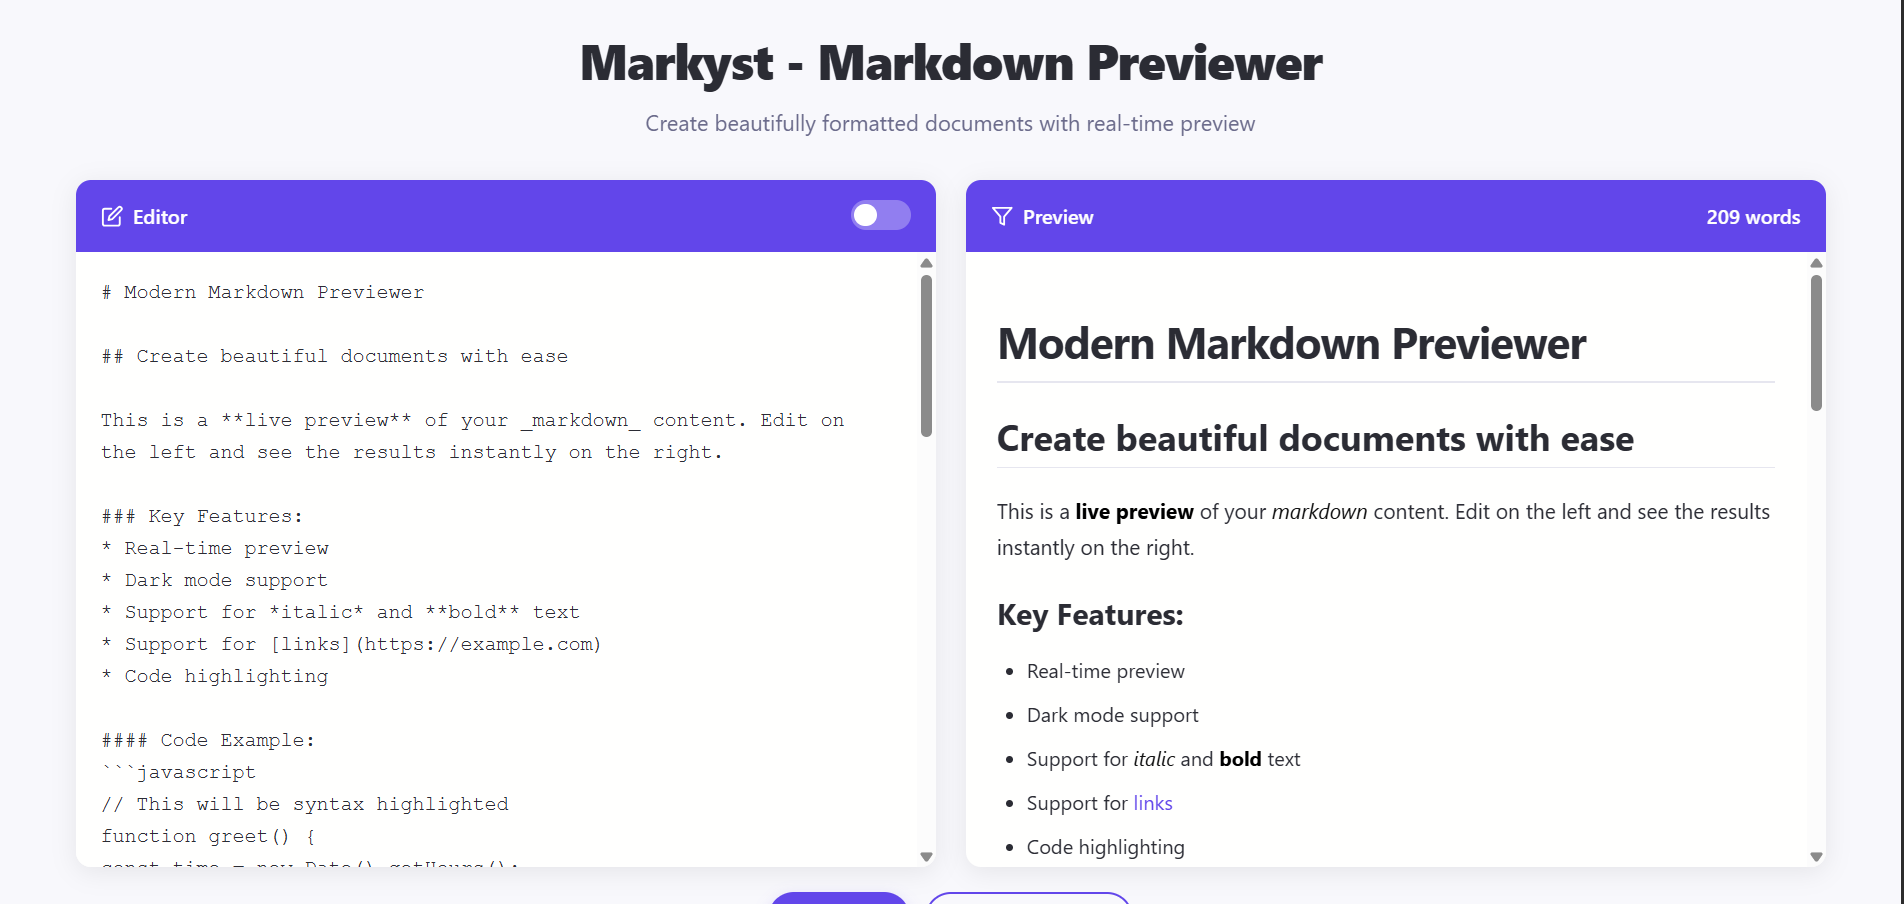 Markyst - Markdown Previewer
Create beautifully formatted documents with real-time preview
Editor
# Modern Markdown Previewer
## Create beautiful documents with ease
This is a **live preview** of your _markdown_ content. Edit on
the left and see the results instantly on the right.
### Key Features:
* Real-time preview
* Dark mode support
* Support for *italic* and **bold** text
* Support for [links](https://example.com)
* Code highlighting
#### Code Example:
```javascript
// This will be syntax highlighted
function greet() {
const time = new Date().getHours();
Preview
209 words
Modern Markdown Previewer
Create beautiful documents with ease
This is a live preview of your markdown content. Edit on the left and see the results
instantly on the right.
Key Features:
• Real-time preview
• Dark mode support
• Support for italic and bold text
• Support for links
• Code highlighting